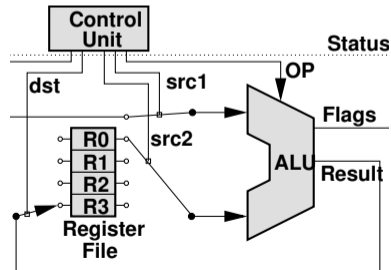 Control
Unit
Status
dst
src1
OP
Flags
src2
R0
R1
R2
R3
ALU
Result
Register
File